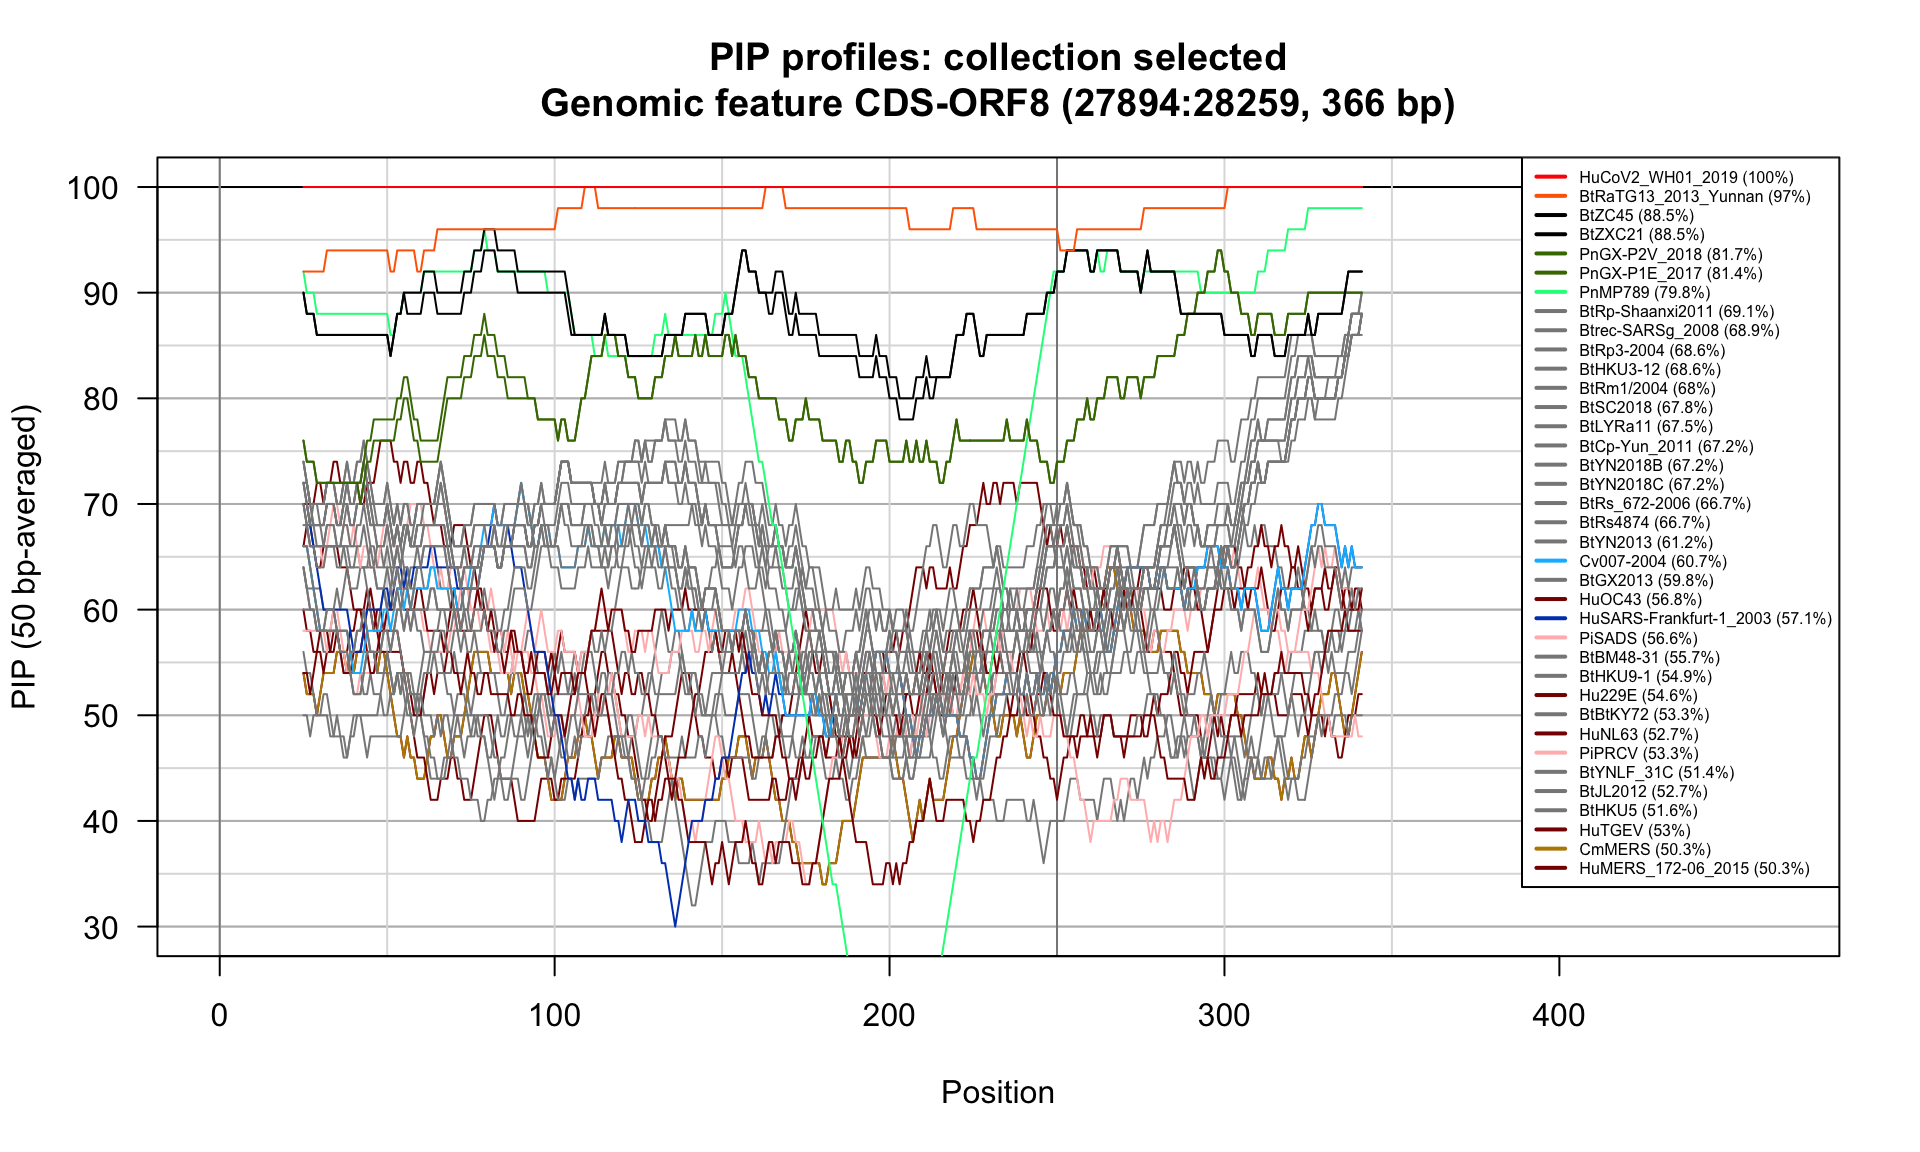 PIP profiles: collection selected
Genomic feature CDS-ORF8 (27894:28259, 366 bp)
PIP (50 bp-averaged)
100
90
80
70
60
50
40
30
0
100
200
300
400
Position
HuCoV2_WH01_2019 (100%)
BtRaTG13_2013_Yunnan (97%)
BtZC45 (88.5%)
BtZXC21 (88.5%)
PnGX-P2V_2018 (81.7%)
PnGX-P1E_2017 (81.4%)
PnMP789 (79.8%)
BtRp-Shaanxi2011 (69.1%)
Btrec-SARSg_2008 (68.9%)
BtRp3-2004 (68.6%)
BtHKU3-12 (68.6%)
BtRm1/2004 (68%)
BtSC2018 (67.8%)
BtLYRa11 (67.5%)
BtCp-Yun_2011 (67.2%)
BtYN2018B (67.2%)
BtYN2018C (67.2%)
BtRs_672-2006 (66.7%)
BtRs4874 (66.7%)
BtYN2013 (61.2%)
Cv007-2004 (60.7%)
BtGX2013 (59.8%)
HuOC43 (56.8%)
HuSARS-Frankfurt-1_2003 (57.1%)
PiSADS (56.6%)
BtBM48-31 (55.7%)
BtHKU9-1 (54.9%)
Hu229E (54.6%)
BtBtKY72 (53.3%)
HuNL63 (52.7%)
PiPRCV (53.3%)
BtYNLF_31C (51.4%)
BtJL2012 (52.7%)
BtHKU5 (51.6%)
HuTGEV (53%)
CmMERS (50.3%)
HuMERS_172-06_2015 (50.3%)